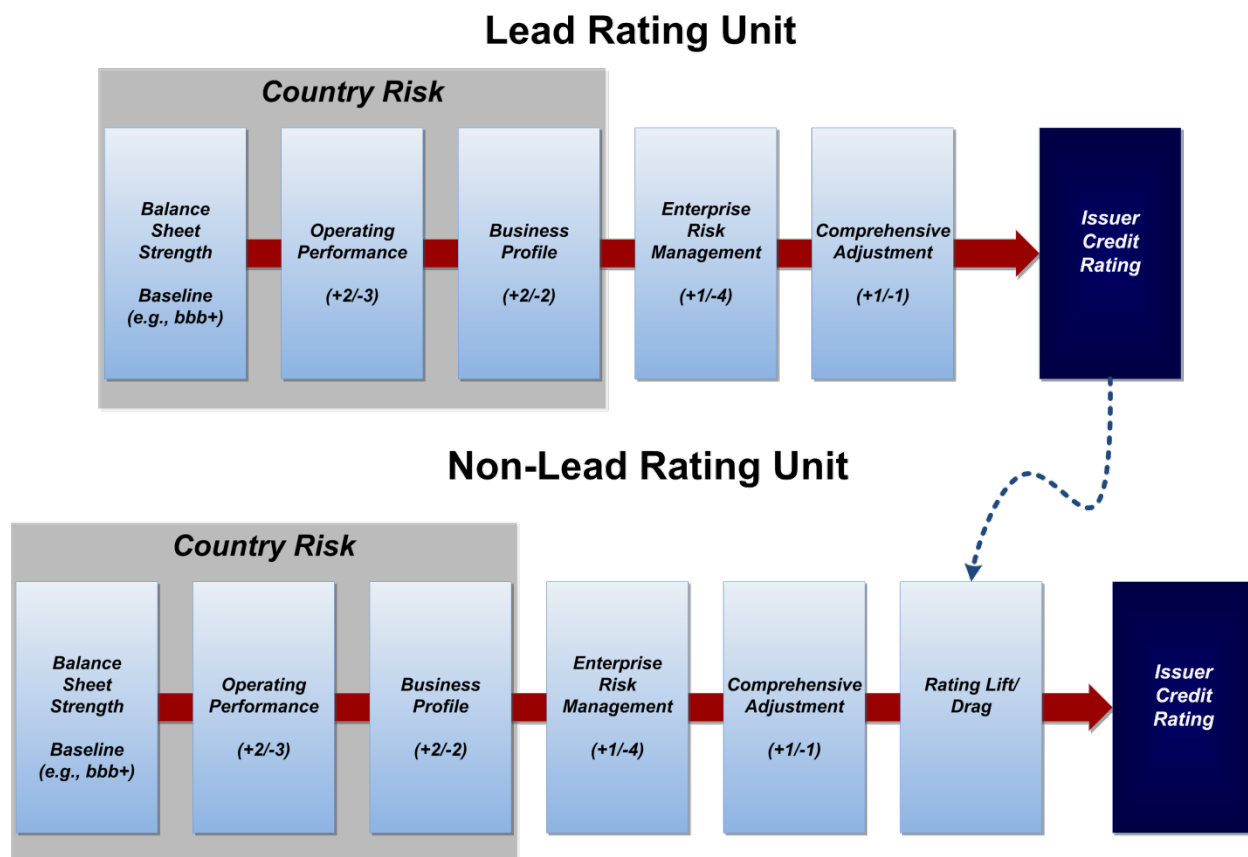 Lead Rating Unit
Country Risk
Balance
Sheet
Strength
Baseline
(e.g., bbb+)
Operating
Performance
(+2/-3)
Business
Profile
(+2/-2)
Enterprise
Risk
Management
(+1/-4)
Comprehensive
Adjustment
(+1/-1)
Issuer
Credit
Rating
Non-Lead Rating Unit
Country Risk
Balance
Sheet
Strength
Baseline
(e.g., bbb+)
Operating
Performance
(+2/-3)
Business
Profile
(+2/-2)
Enterprise
Risk
Management
(+1/-4)
Comprehensive
Adjustment
(+1/-1)
Rating Lift/
Drag
Issuer
Credit
Rating